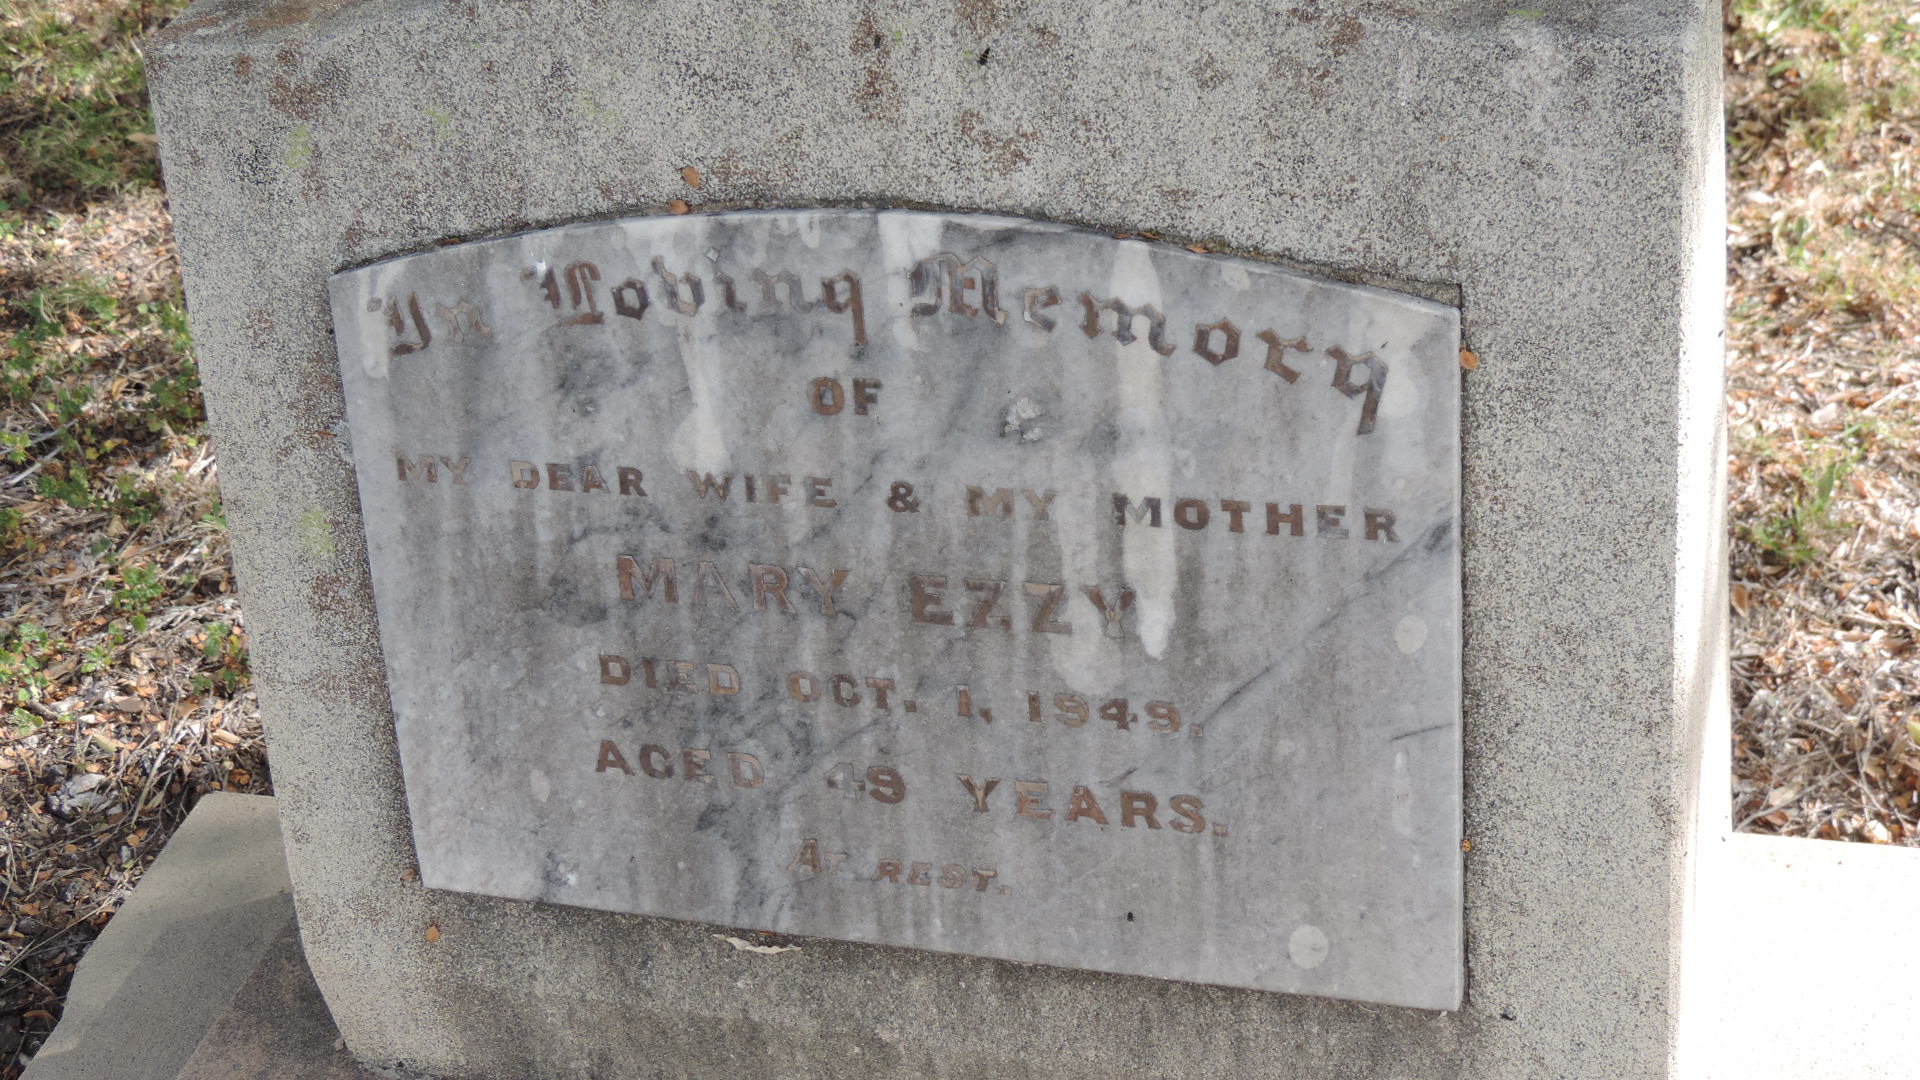 In Loving Memory
OF
MY DEAR WIFE & MY MOTHER
MARY EZZY
DIED OCT. 1, 1949.
AGED 49 YEARS.
AT REST.